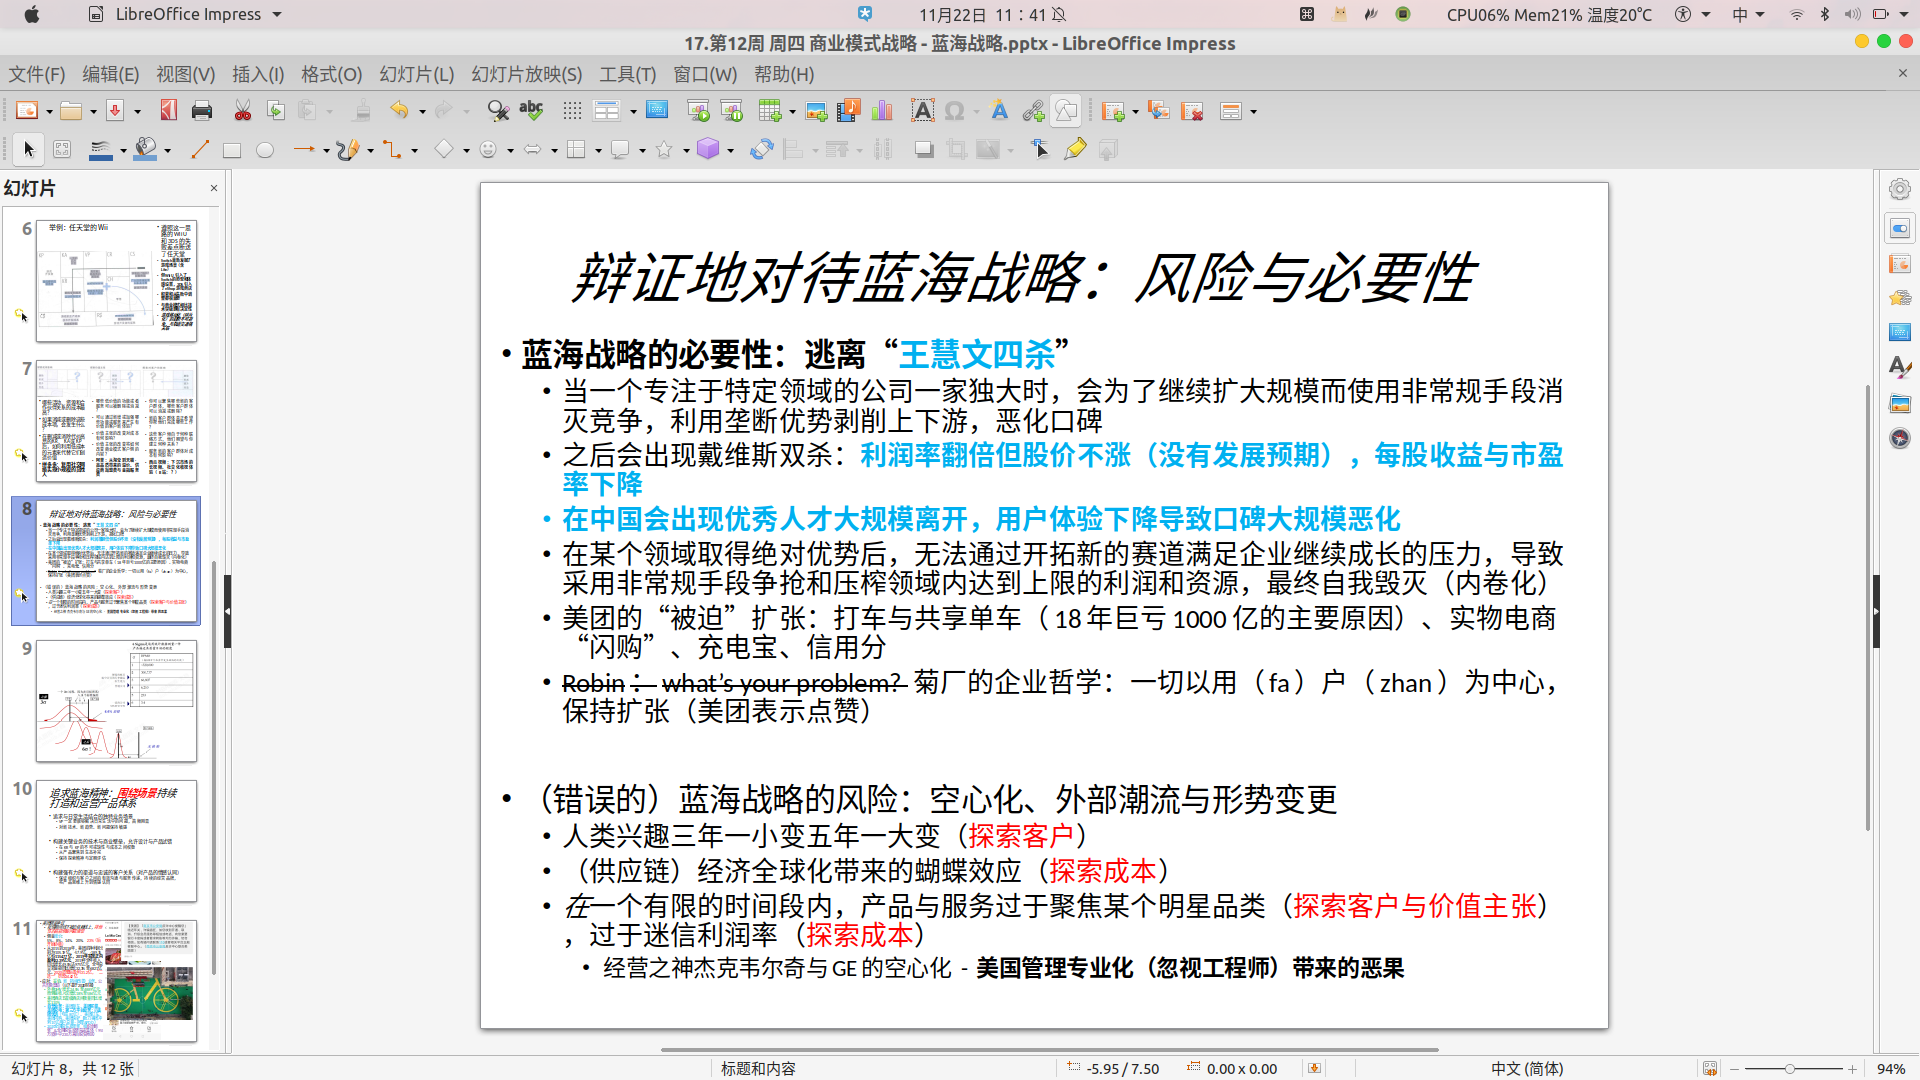 LibreOffice Impress
11月22日 11：41
CPU06% Mem21% 温度20℃
中
17.第12周 周四 商业模式战略 - 蓝海战略.pptx - LibreOffice Impress
文件(F) 编辑(E) 视图(V) 插入(I) 格式(O) 幻灯片(L) 幻灯片放映(S) 工具(T) 窗口(W) 帮助(H)
幻灯片
6
举例：任天堂的 Wii
7
8
辩证地对待蓝海战略：风险与必要性
9
10
追求蓝海精神：围绕场景持续
打造和运营产品体系
11
辩证地对待蓝海战略：风险与必要性
• 蓝海战略的必要性：逃离“王慧文四杀”
• 当一个专注于特定领域的公司一家独大时，会为了继续扩大规模而使用非常规手段消
灭竞争，利用垄断优势剥削上下游，恶化口碑
• 之后会出现戴维斯双杀：利润率翻倍但股价不涨（没有发展预期），每股收益与市盈
率下降
• 在中国会出现优秀人才大规模离开，用户体验下降导致口碑大规模恶化
• 在某个领域取得绝对优势后，无法通过开拓新的赛道满足企业继续成长的压力，导致
采用非常规手段争抢和压榨领域内达到上限的利润和资源，最终自我毁灭（内卷化）
• 美团的“被迫”扩张：打车与共享单车（ 18 年巨亏 1000 亿的主要原因）、实物电商
“闪购”、充电宝、信用分
• Robin ： what's your problem? 菊厂的企业哲学：一切以用（ fa ）户（ zhan ）为中心，
保持扩张（美团表示点赞）
• （错误的）蓝海战略的风险：空心化、外部潮流与形势变更
• 人类兴趣三年一小变五年一大变（探索客户）
• （供应链）经济全球化带来的蝴蝶效应（探索成本）
• 在一个有限的时间段内，产品与服务过于聚焦某个明星品类（探索客户与价值主张）
，过于迷信利润率（探索成本）
• 经营之神杰克韦尔奇与 GE 的空心化 - 美国管理专业化（忽视工程师）带来的恶果
幻灯片 8，共 12 张
标题和内容
-5.95 / 7.50
0.00 x 0.00
中文 (简体)
94%